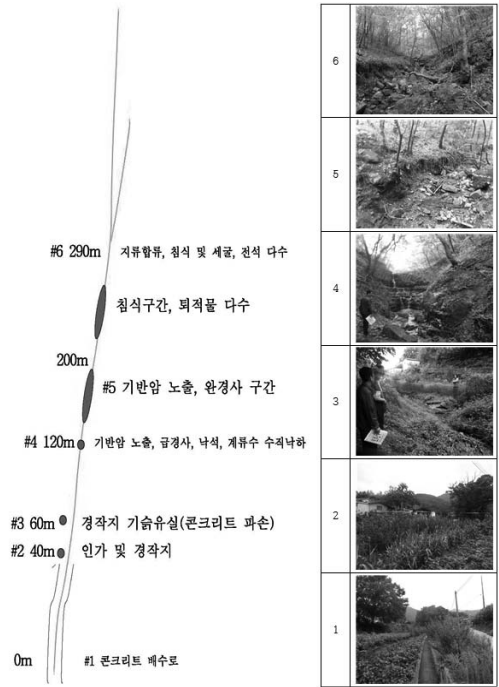 #6 290m 지류합류, 침식 및 세굴, 전석 다수
침식구간, 퇴적물 다수
200m
#5 기반암 노출, 완경사 구간
#4 120m 기반암 노출, 급경사, 낙석, 계류수 수직낙하
#3 60m 경작지 기슭유실(콘크리트 파손)
#2 40m 인가 및 경작지
0m #1 콘크리트 배수로
6
5
4
3
2
1